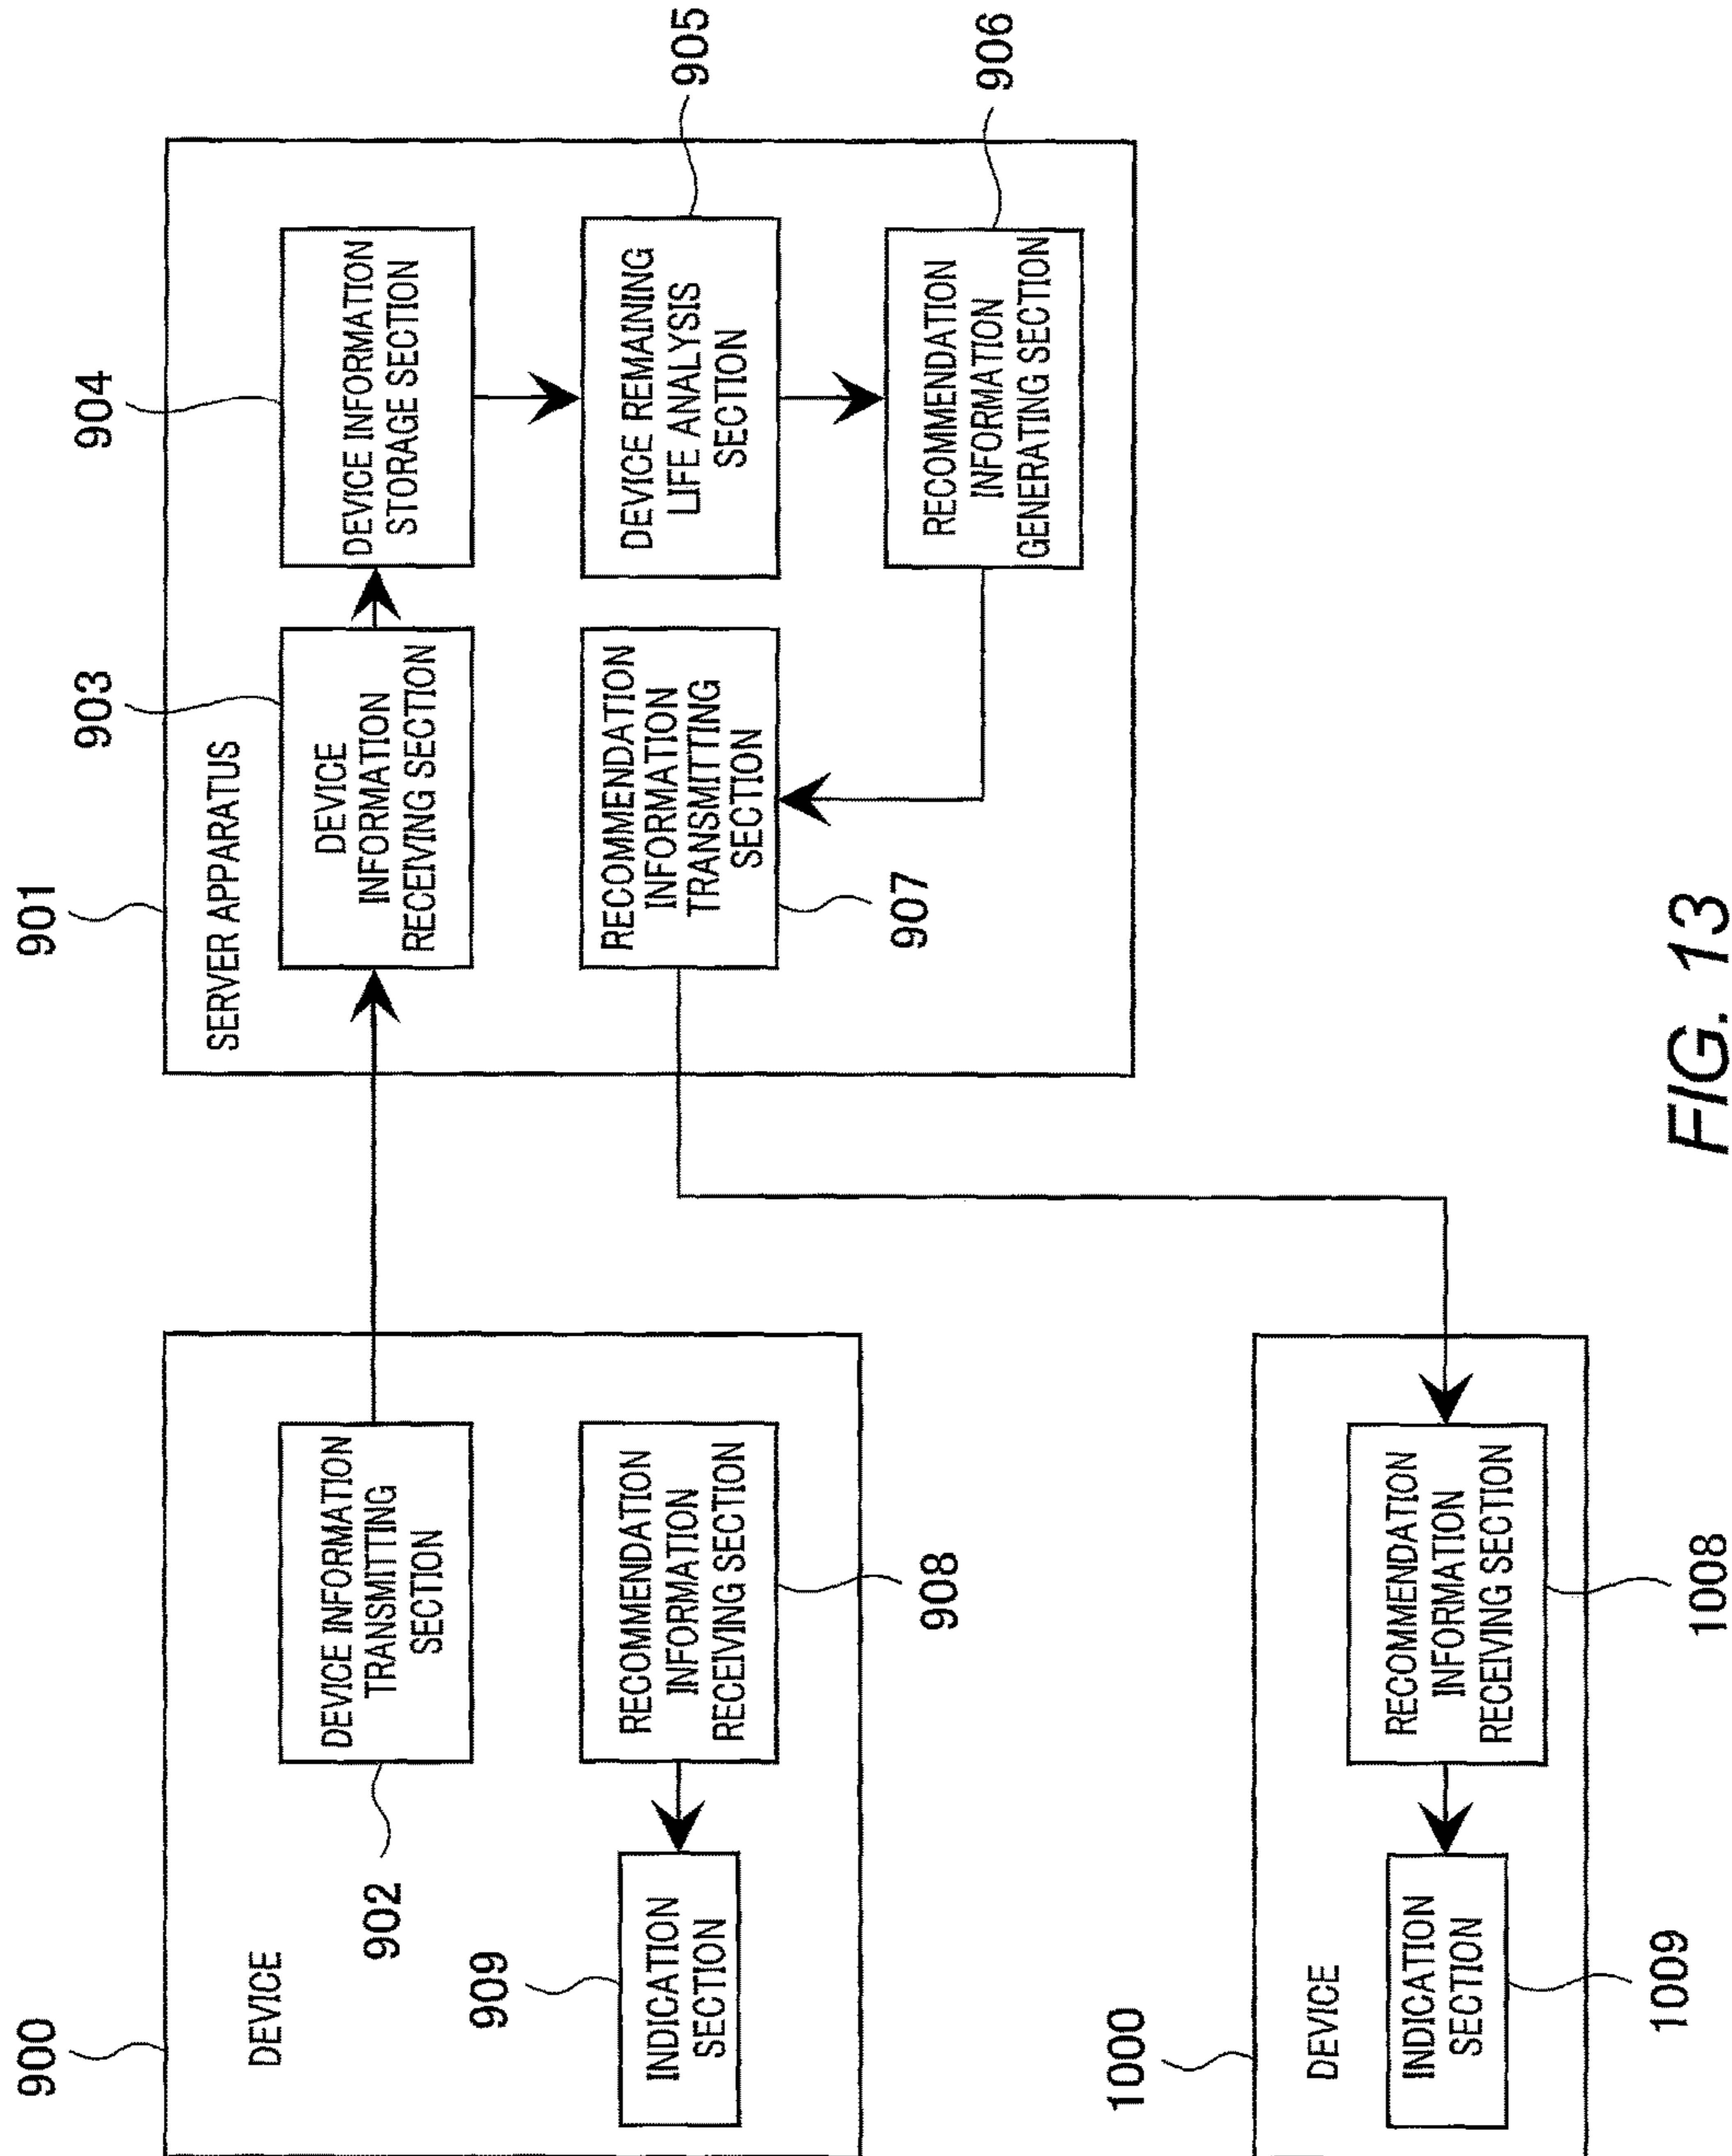 900
DEVICE
902
DEVICE INFORMATION
TRANSMITTING
SECTION
909
INDICATION
SECTION
RECOMMENDATION
INFORMATION
RECEIVING SECTION
908
901
SERVER APPARATUS
903
DEVICE
INFORMATION
RECEIVING SECTION
904
DEVICE INFORMATION
STORAGE SECTION
RECOMMENDATION
INFORMATION
TRANSMITTING
SECTION
907
DEVICE REMAINING
LIFE ANALYSIS
SECTION
905
RECOMMENDATION
INFORMATION
GENERATING SECTION
906
1000
DEVICE
INDICATION
SECTION
1009
RECOMMENDATION
INFORMATION
RECEIVING SECTION
1008
FIG. 13